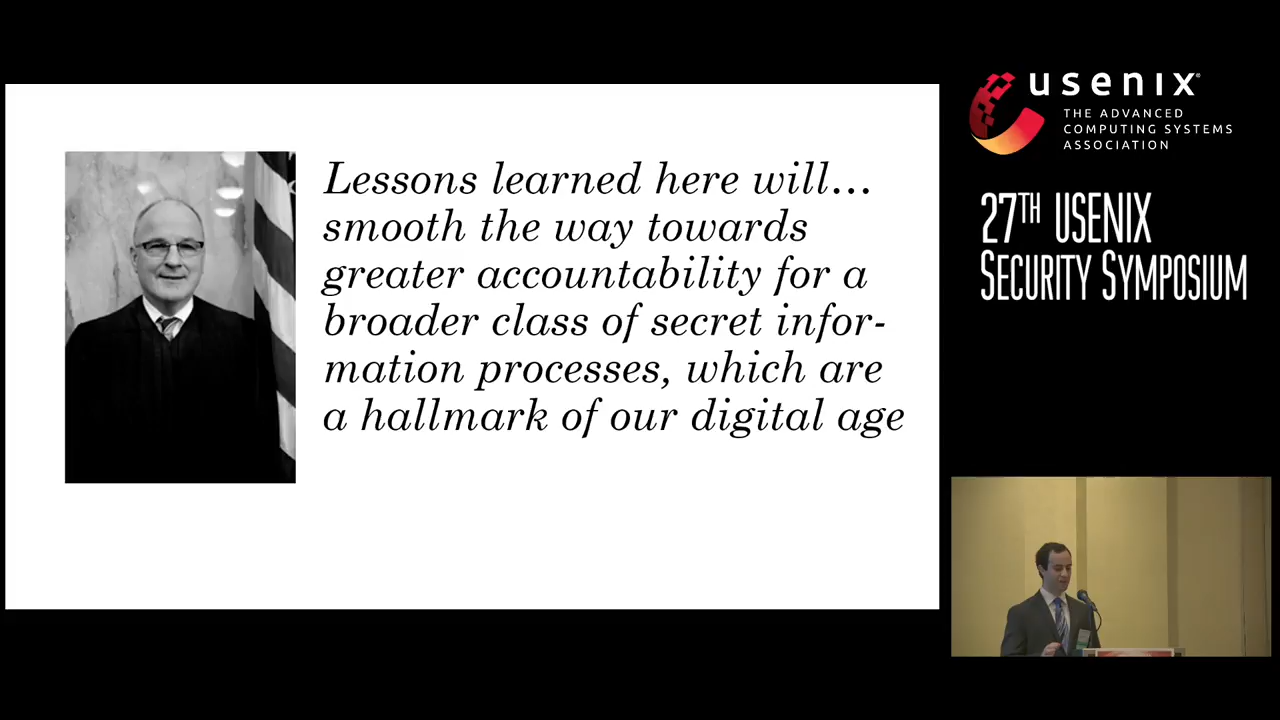 Lessons learned here will...
smooth the way towards
greater accountability for a
broader class of secret infor-
mation processes, which are
a hallmark of our digital age
usenix®
THE ADVANCED
COMPUTING SYSTEMS
ASSOCIATION
27TH USENIX
SECURITY SYMPOSIUM